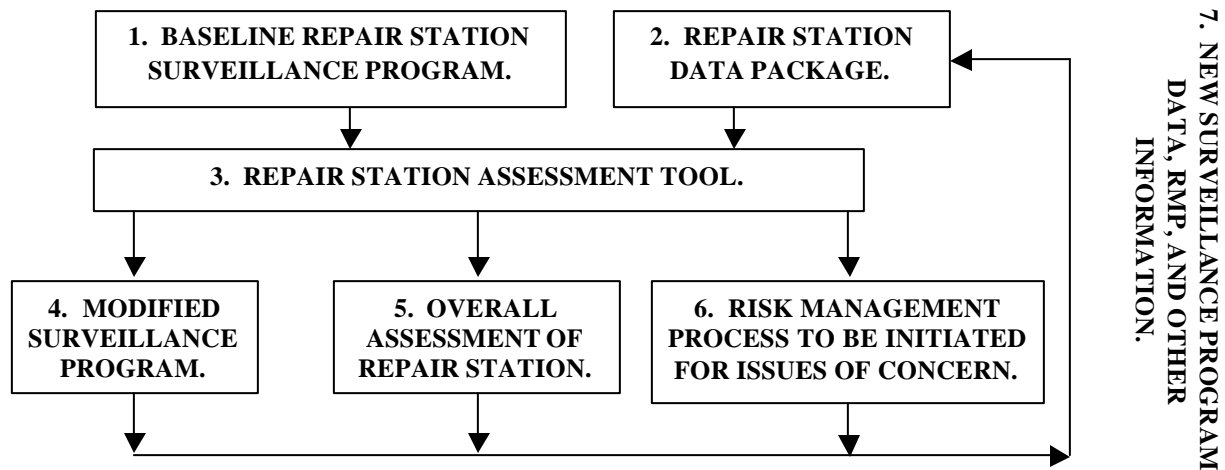 1. BASELINE REPAIR STATION
SURVEILLANCE PROGRAM.
2. REPAIR STATION
DATA PACKAGE.
3. REPAIR STATION ASSESSMENT TOOL.
4. MODIFIED
SURVEILLANCE
PROGRAM.
5. OVERALL
ASSESSMENT OF
REPAIR STATION.
6. RISK MANAGEMENT
PROCESS TO BE INITIATED
FOR ISSUES OF CONCERN.
7. NEW SURVEILLANCE PROGRAM
DATA, RMP, AND OTHER
INFORMATION.